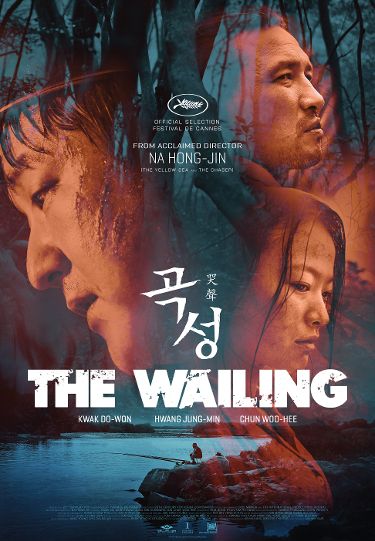 OFFICIAL SELECTION
FESTIVAL DE CANNES
FROM ACCLAIMED DIRECTOR
NA HONG-JIN
(THE YELLOW SEA AND THE CHASER)
곡성
哭聲
THE WAILING
KWAK DO-WON HWANG JUNG-MIN CHUN WOO-HEE